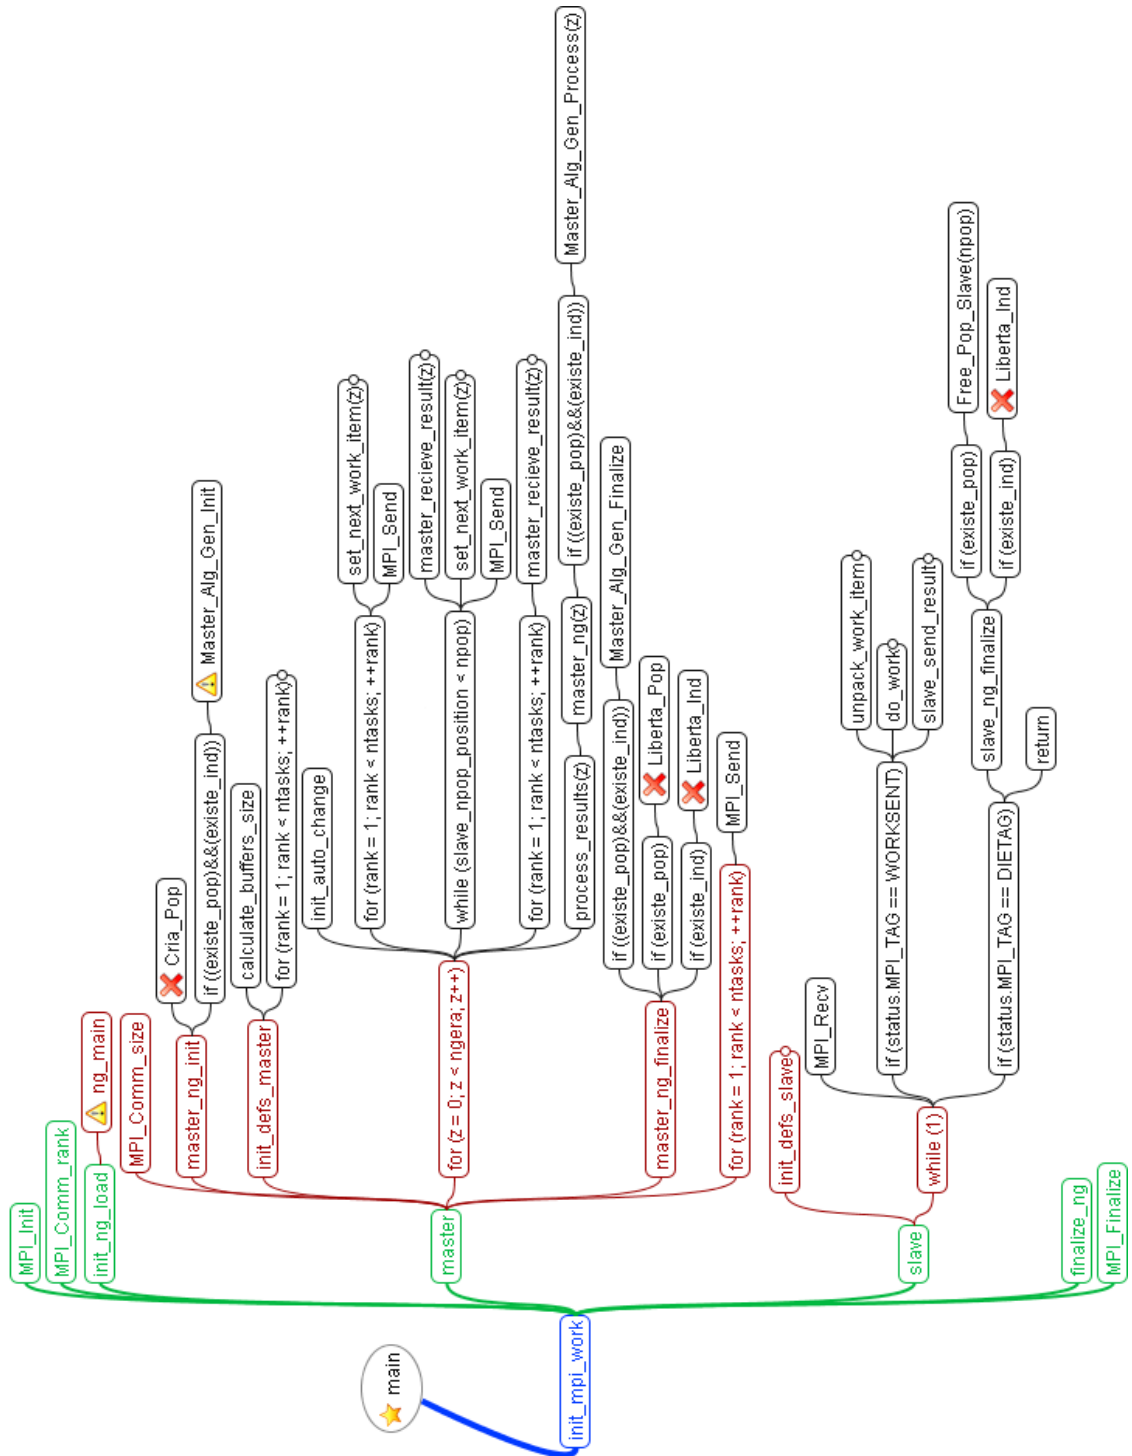 main
init_mpi_work
MPI_Init
MPI_Comm_rank
init_ng_load
ng_main
master
MPI_Comm_size
master_ng_init
Cria_Pop
if ((existe_pop)&&(existe_ind))
Master_Alg_Gen_Init
init_defs_master
calculate_buffers_size
for (rank = 1; rank < ntasks; ++rank)
for (z = 0; z < ngera; z++)
init_auto_change
for (rank = 1; rank < ntasks; ++rank)
set_next_work_item(z)
MPI_Send
while (slave_npop_position < npop)
master_recieve_result(z)
set_next_work_item(z)
MPI_Send
for (rank = 1; rank < ntasks; ++rank)
master_recieve_result(z)
process_results(z)
master_ng(z)
if ((existe_pop)&&(existe_ind))
Master_Alg_Gen_Process(z)
master_ng_finalize
if ((existe_pop)&&(existe_ind))
Master_Alg_Gen_Finalize
if (existe_pop)
Liberta_Pop
if (existe_ind)
Liberta_Ind
for (rank = 1; rank < ntasks; ++rank)
MPI_Send
slave
init_defs_slave
while (1)
MPI_Recv
if (status.MPI_TAG == WORKSENT)
unpack_work_item
do_work
slave_send_result
if (status.MPI_TAG == DIETAG)
slave_ng_finalize
if (existe_pop)
Free_Pop_Slave(npop)
if (existe_ind)
Liberta_Ind
return
finalize_ng
MPI_Finalize